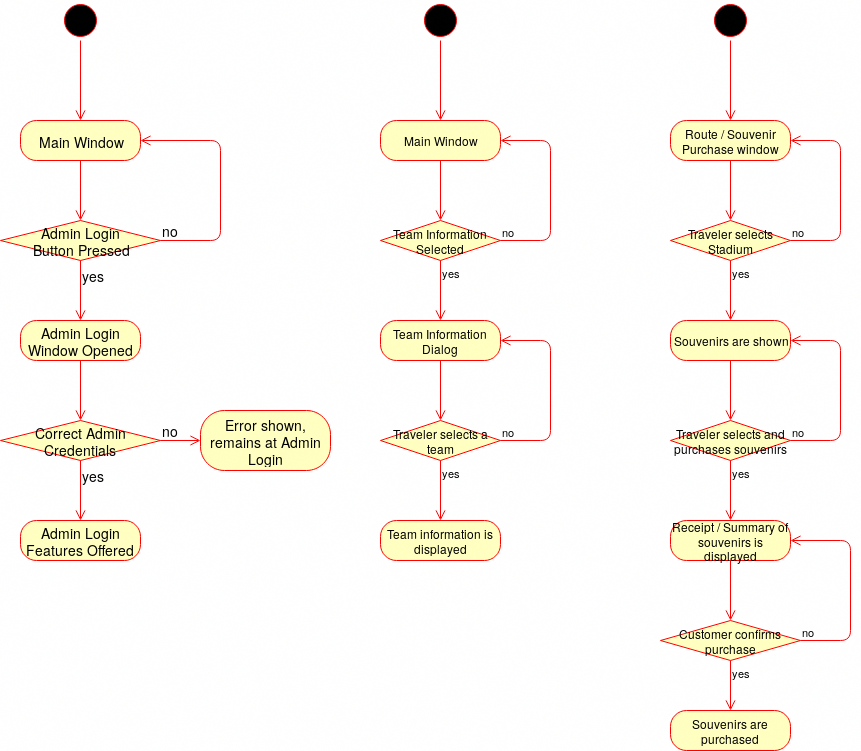 Main Window
Admin Login
Button Pressed
no
yes
Admin Login
Window Opened
Correct Admin
Credentials
no
yes
Error shown,
remains at Admin
Login
Admin Login
Features Offered
Main Window
Team Information
Selected
no
yes
Team Information
Dialog
Traveler selects a
team
no
yes
Team information is
displayed
Route / Souvenir
Purchase window
Traveler selects
Stadium
no
yes
Souvenirs are shown
Traveler selects and
purchases souvenirs
no
yes
Receipt / Summary of
souvenirs is
displayed
Customer confirms
purchase
no
yes
Souvenirs are
purchased